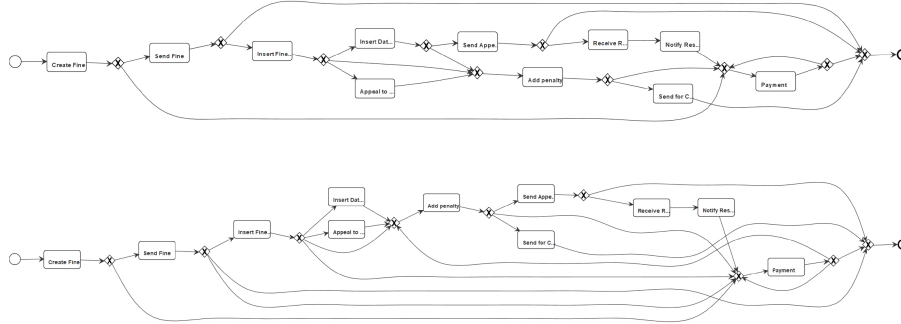 Create Fine
Send Fine
Insert Fine...
Insert Dat...
Appeal to ...
Send Appe...
Add penalty
Receive R...
Notify Res...
Send for C...
Payment
Create Fine
Send Fine
Insert Fine...
Insert Dat...
Appeal to ...
Add penalty
Send Appe...
Send for C...
Receive R...
Notify Res...
Payment